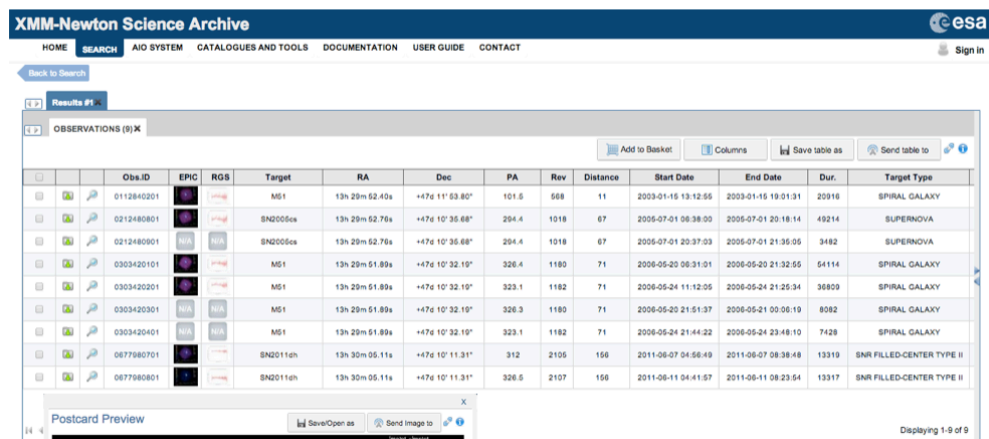 XMM-Newton Science Archive
esa
HOME SEARCH AIO SYSTEM CATALOGUES AND TOOLS DOCUMENTATION USER GUIDE CONTACT Sign in
Back to Search
Results #1
OBSERVATIONS (9)
Add to Basket Columns Save table as Send table to
Obs.ID EPIC RGS Target RA Dec PA Rev Distance Start Date End Date Dur. Target Type
0112840201 M51 13h 29m 52.40s +47d 11' 53.80" 101.5 568 11 2003-01-15 13:12:55 2003-01-15 19:01:31 20916 SPIRAL GALAXY
0212480801 SN2005cs 13h 29m 52.76s +47d 10' 35.68" 294.4 1018 67 2005-07-01 06:38:00 2005-07-01 20:18:14 49214 SUPERNOVA
0212480901 N/A N/A SN2005cs 13h 29m 52.76s +47d 10' 35.68" 294.4 1018 67 2005-07-01 20:37:03 2005-07-01 21:35:05 3482 SUPERNOVA
0303420101 M51 13h 29m 51.89s +47d 10' 32.19" 326.4 1180 71 2006-05-20 06:31:01 2006-05-20 21:32:55 54114 SPIRAL GALAXY
0303420201 M51 13h 29m 51.89s +47d 10' 32.19" 323.1 1182 71 2006-05-24 11:12:05 2006-05-24 21:25:34 36809 SPIRAL GALAXY
0303420301 N/A N/A M51 13h 29m 51.89s +47d 10' 32.19" 326.3 1180 71 2006-05-20 21:51:37 2006-05-21 00:06:19 8082 SPIRAL GALAXY
0303420401 N/A N/A M51 13h 29m 51.89s +47d 10' 32.19" 323.1 1182 71 2006-05-24 21:44:22 2006-05-24 23:48:10 7428 SPIRAL GALAXY
0677980701 SN2011dh 13h 30m 05.11s +47d 10' 11.31" 312 2105 156 2011-06-07 04:56:49 2011-06-07 08:38:48 13319 SNR FILLED-CENTER TYPE II
0677980801 SN2011dh 13h 30m 05.11s +47d 10' 11.31" 326.5 2107 156 2011-06-11 04:41:57 2011-06-11 08:23:54 13317 SNR FILLED-CENTER TYPE II
Postcard Preview Save/Open as Send Image to
Displaying 1-9 of 9